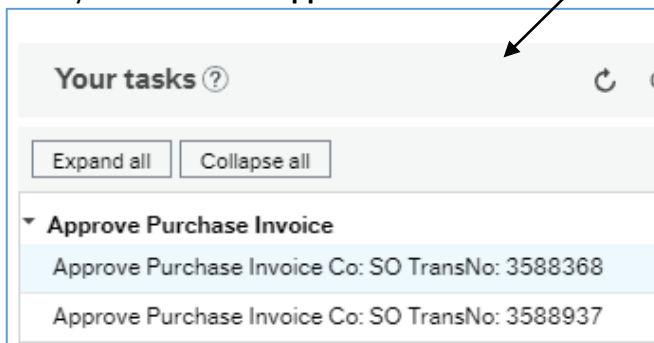 Your tasks ?
Expand all Collapse all
Approve Purchase Invoice
Approve Purchase Invoice Co: SO TransNo: 3588368
Approve Purchase Invoice Co: SO TransNo: 3588937